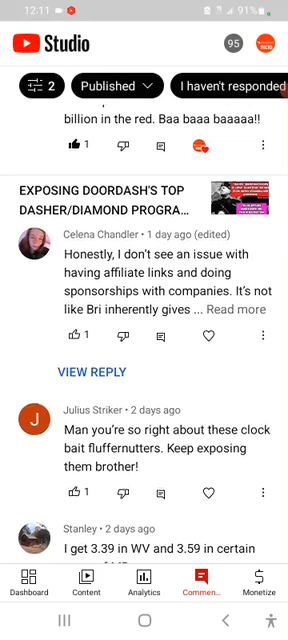 12:11
91%
Studio
95
2
Published
I haven't responded
billion in the red. Baa baaa baaaaa!!
1
EXPOSING DOORDASH'S TOP
DASHER/DIAMOND PROGRA...
Celena Chandler • 1 day ago (edited)
Honestly, I don't see an issue with
having affiliate links and doing
sponsorships with companies. It's not
like Bri inherently gives ... Read more
1
VIEW REPLY
J
Julius Striker • 2 days ago
Man you're so right about these clock
bait fluffernutters. Keep exposing
them brother!
1
Stanley • 2 days ago
I get 3.39 in WV and 3.59 in certain
Dashboard
Content
Analytics
Commen...
Monetize